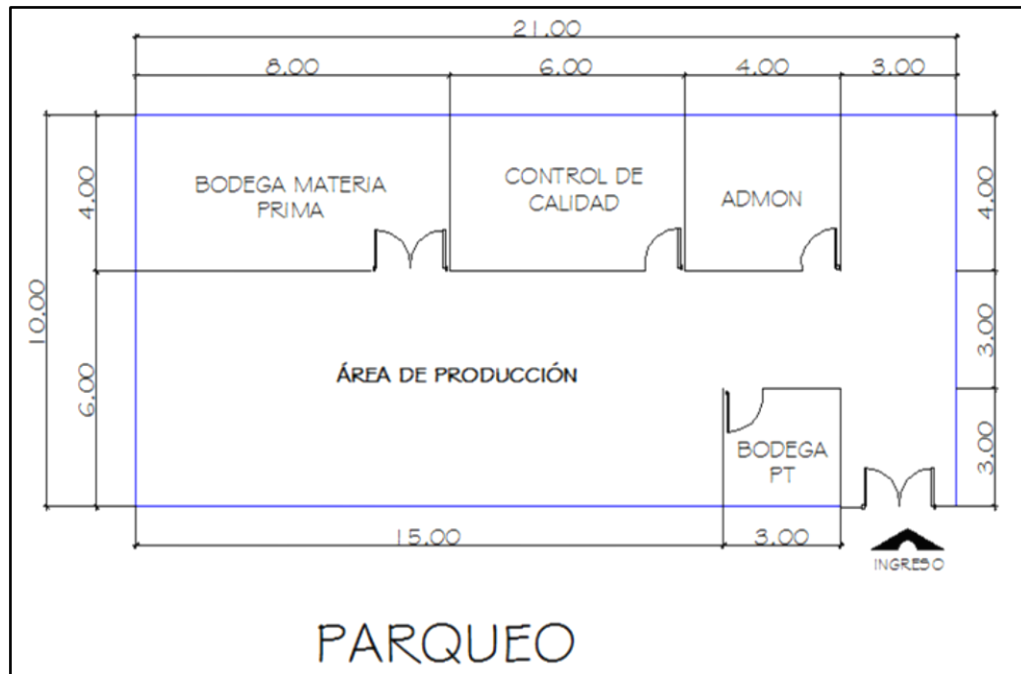 21.00
8.00
6.00
4.00
3.00
10.00
4.00
6.00
BODEGA MATERIA
PRIMA
CONTROL DE
CALIDAD
ADMON
4.00
3.00
3.00
ÁREA DE PRODUCCIÓN
BODEGA
PT
15.00
3.00
INGRESO
PARQUEO